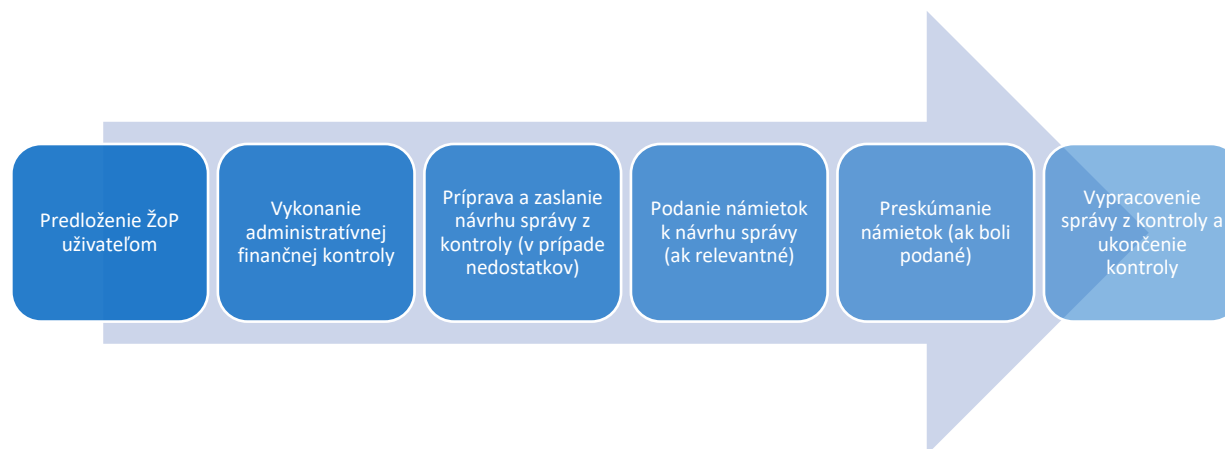 Predloženie ŽoP
uživateľom
Vykonanie
administratívnej
finančnej kontroly
Príprava a zaslanie
návrhu správy z
kontroly (v prípade
nedostatkov)
Podanie námietok
k návrhu správy
(ak relevantné)
Preskúmanie
námietok (ak boli
podané)
Vypracovenie
správy z kontroly a
ukončenie
kontroly